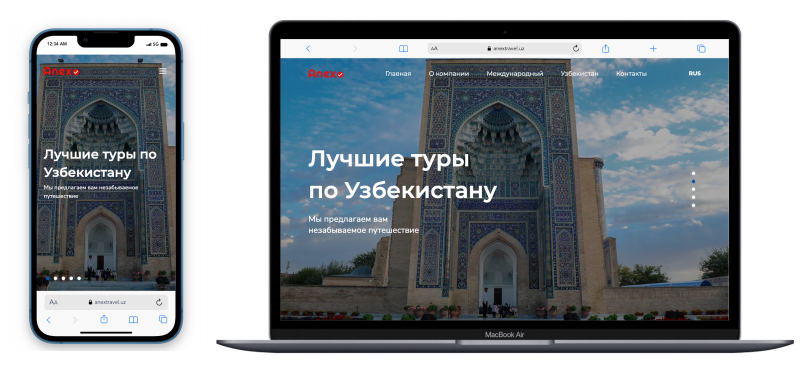 12:34 AM
5G
Anex
Лучшие туры по
Узбекистану
Мы предлагаем вам незабываемое
путешествие
AA
anextravel.uz
AA
anextravel.uz
Anex
Главная
О компании
Международный
Узбекистан
Контакты
RUS
Лучшие туры
по Узбекистану
Мы предлагаем вам
незабываемое путешествие
MacBook Air